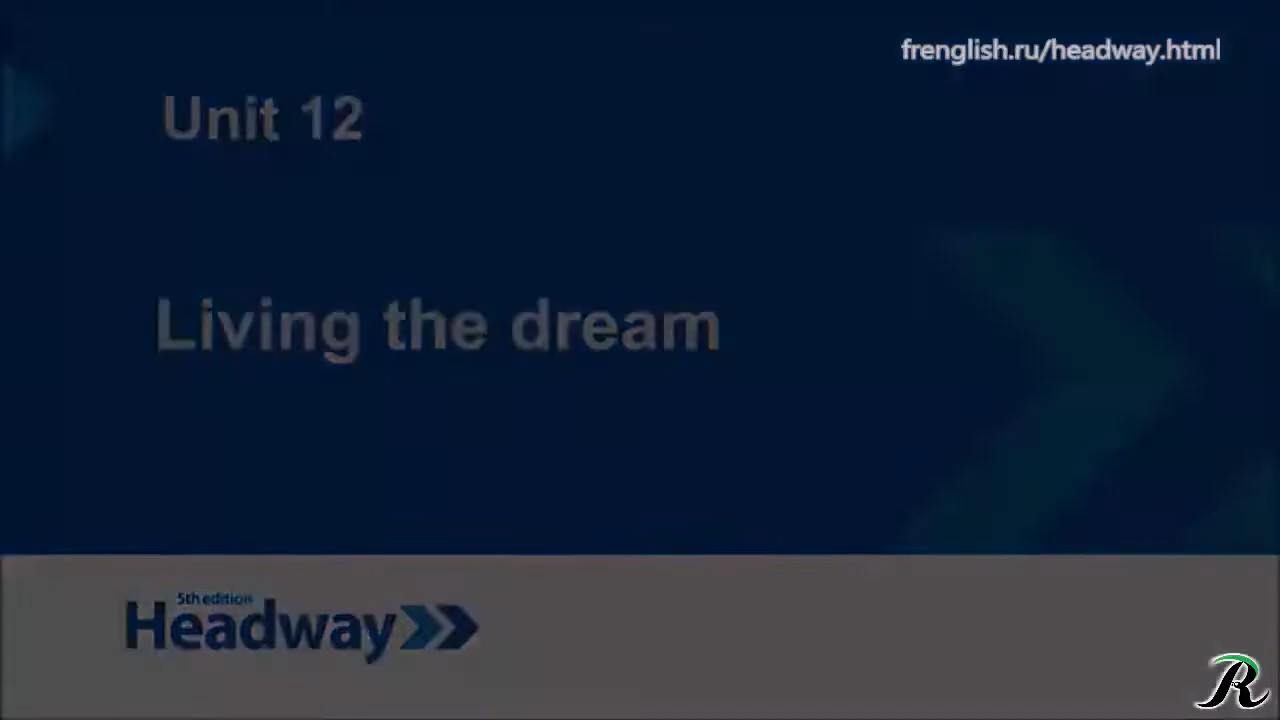 frenglish.ru/headway.html
Unit 12
Living the dream
5th edition
Headway
R